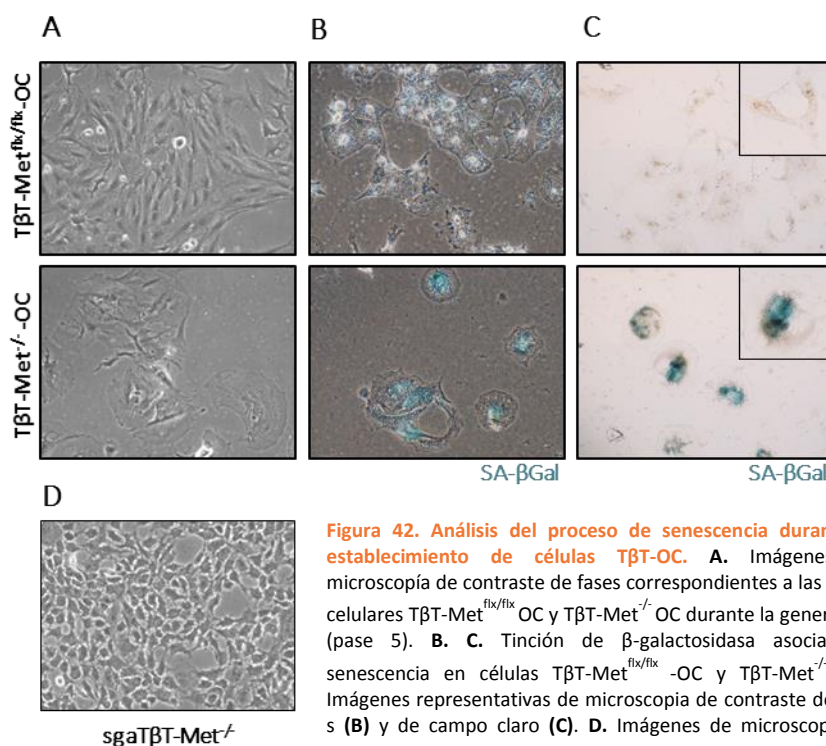 A
B
C
TβT-Met^flx/flx-OC
TβT-Met^-/--OC
SA-βGal
SA-βGal
D
sgaTβT-Met^-/-
Figura 42. Análisis del proceso de senescencia duran
establecimiento de células TβT-OC. A. Imágenes
microscopía de contraste de fases correspondientes a las
celulares TβT-Met^flx/flx OC y TβT-Met^-/- OC durante la gener
(pase 5). B. C. Tinción de β-galactosidasa asocia
senescencia en células TβT-Met^flx/flx -OC y TβT-Met^-/-
Imágenes representativas de microscopia de contraste de
s (B) y de campo claro (C). D. Imágenes de microscop